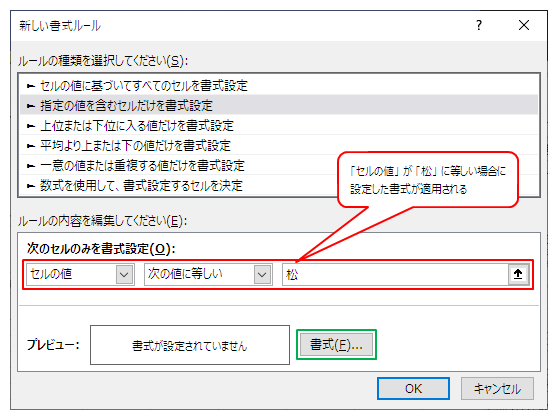 新しい書式ルール
ルールの種類を選択してください(S):
► セルの値に基づいてすべてのセルを書式設定
► 指定の値を含むセルだけを書式設定
► 上位または下位に入る値だけを書式設定
► 平均より上または下の値だけを書式設定
► 一意の値または重複する値だけを書式設定
► 数式を使用して、書式設定するセルを決定
「セルの値」が「松」に等しい場合に
設定した書式が適用される
ルールの内容を編集してください(E):
次のセルのみを書式設定(O):
セルの値 次の値に等しい 松
プレビュー: 書式が設定されていません 書式(F)...
OK キャンセル